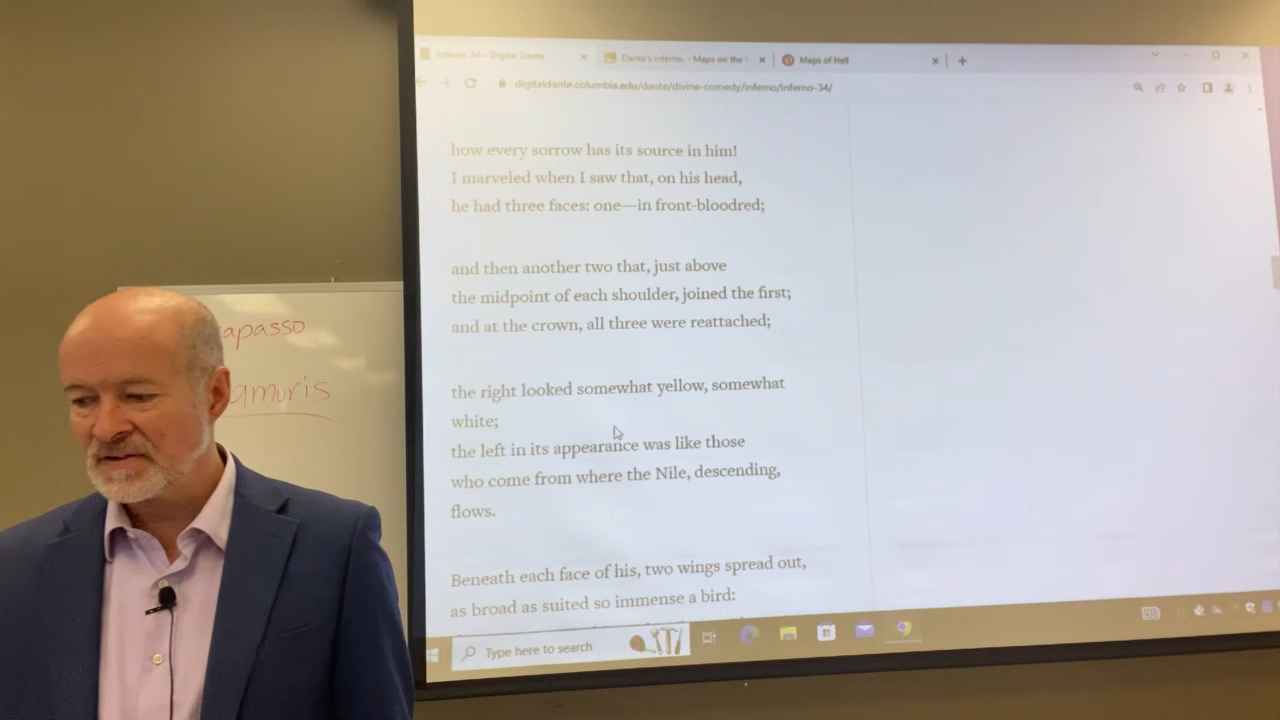 Inferno 34 – Digital Dante
Dante's Inferno. - Maps on the
Maps of Hell
digitaldante.columbia.edu/dante/divine-comedy/inferno/inferno-34/
how every sorrow has its source in him!
I marveled when I saw that, on his head,
he had three faces: one—in front-bloodred;
and then another two that, just above
the midpoint of each shoulder, joined the first;
and at the crown, all three were reattached;
the right looked somewhat yellow, somewhat
white;
the left in its appearance was like those
who come from where the Nile, descending,
flows.
Beneath each face of his, two wings spread out,
as broad as suited so immense a bird:
Type here to search
apasso
amuris